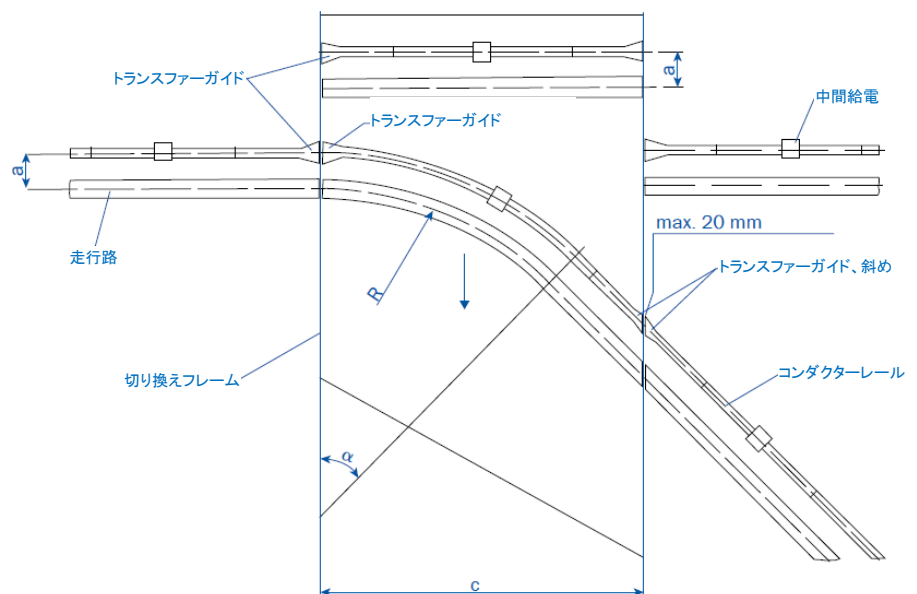 トランスファーガイド
a
中間給電
トランスファーガイド
a
走行路
max. 20 mm
トランスファーガイド、斜め
R
切り換えフレーム
コンダクターレール
α
c